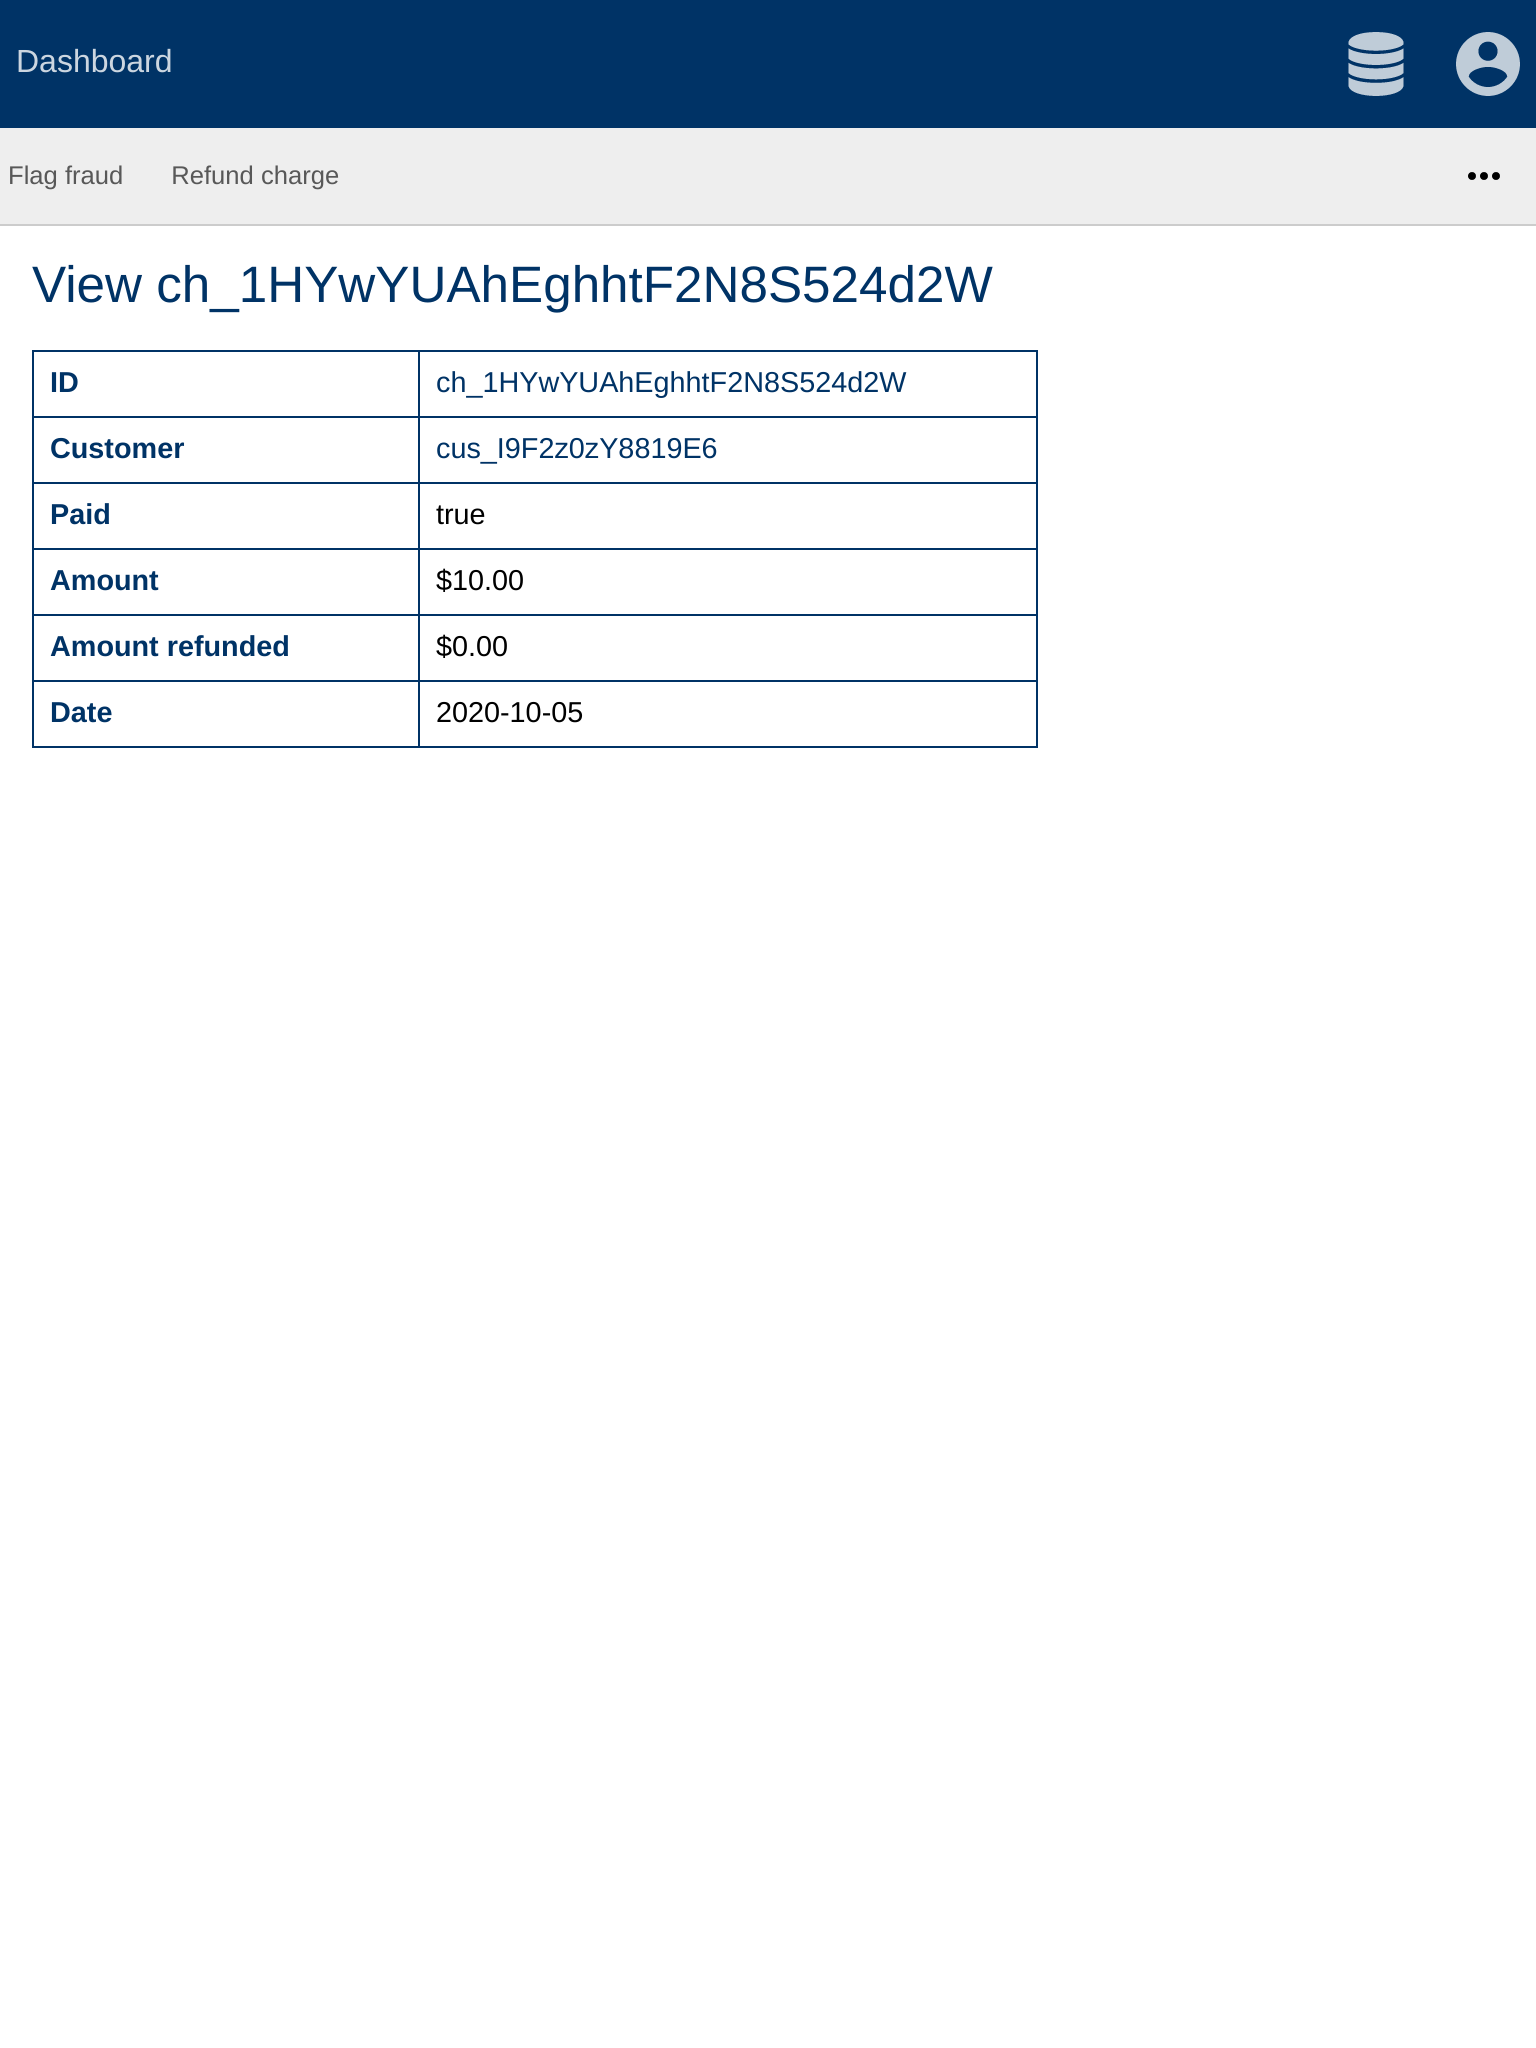 Dashboard
Flag fraud Refund charge
View ch_1HYwYUAhEghhtF2N8S524d2W
ID ch_1HYwYUAhEghhtF2N8S524d2W
Customer cus_I9F2z0zY8819E6
Paid true
Amount $10.00
Amount refunded $0.00
Date 2020-10-05